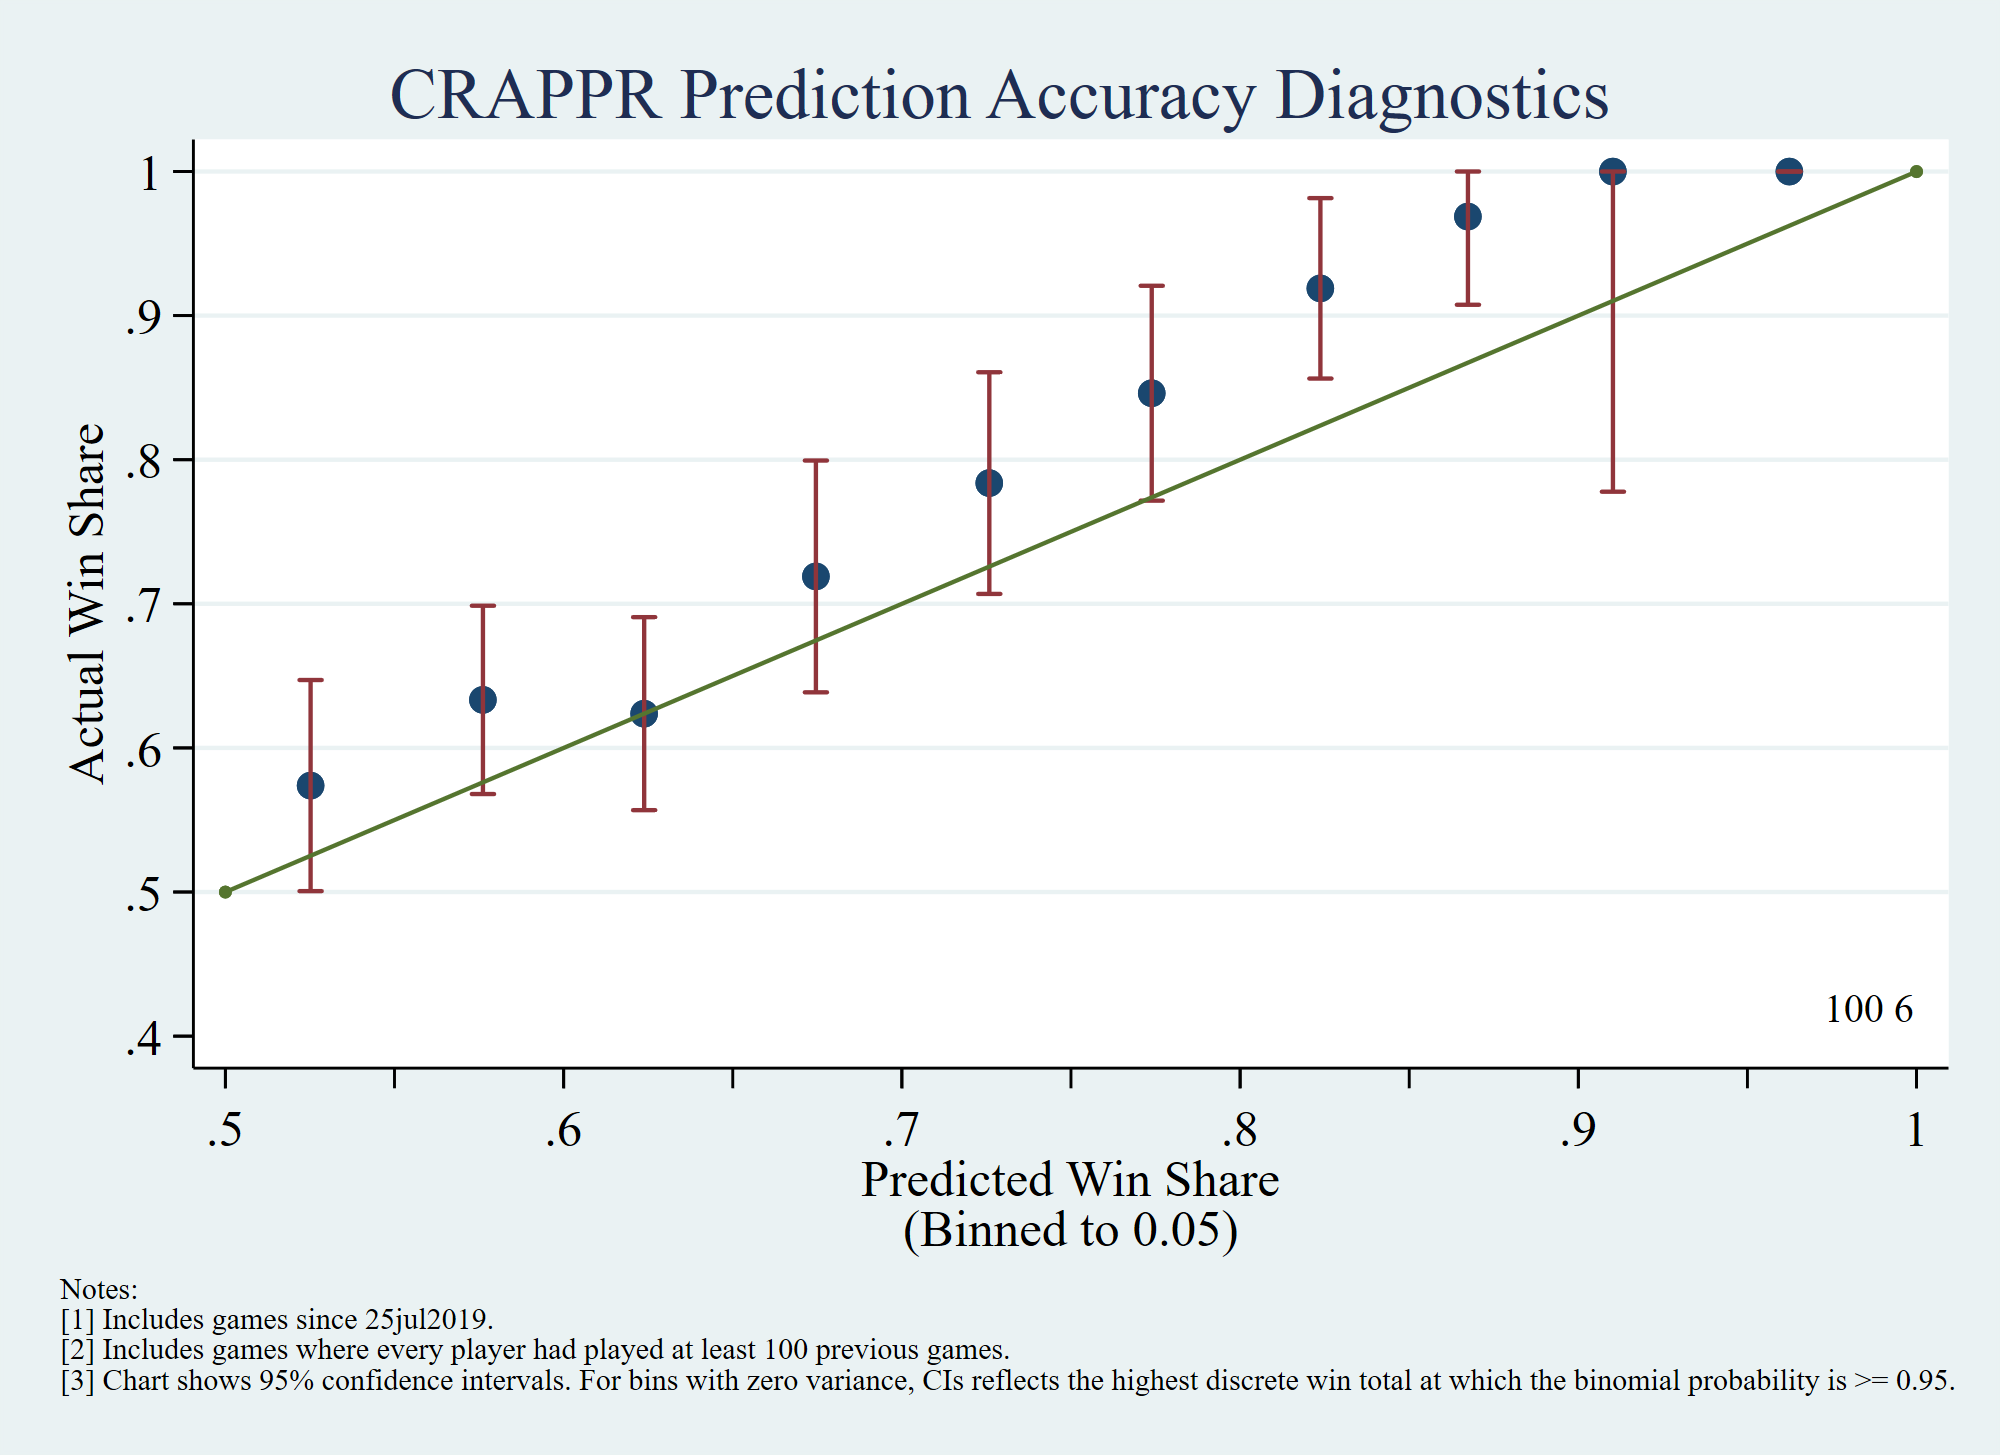 CRAPPR Prediction Accuracy Diagnostics
1
.9
.8
.7
.6
.5
.4
Actual Win Share
100 6
.5 .6 .7 .8 .9 1
Predicted Win Share
(Binned to 0.05)
Notes:
[1] Includes games since 25jul2019.
[2] Includes games where every player had played at least 100 previous games.
[3] Chart shows 95% confidence intervals. For bins with zero variance, CIs reflects the highest discrete win total at which the binomial probability is >= 0.95.